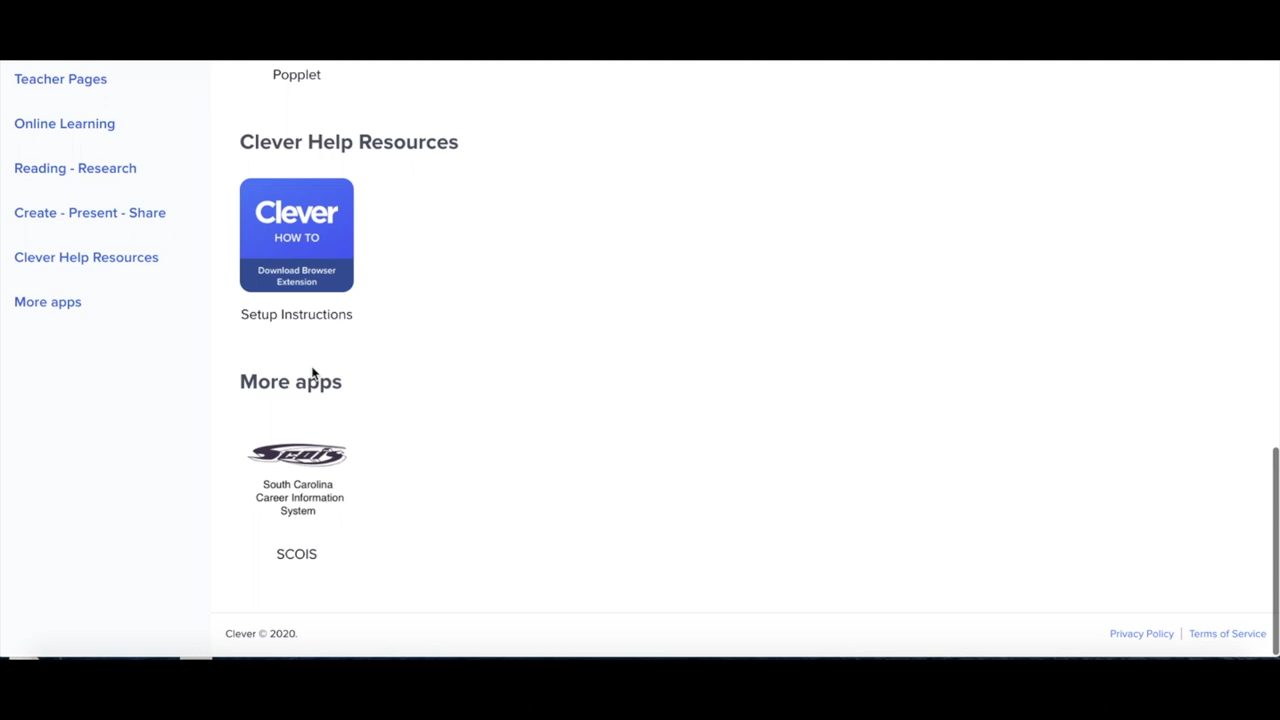 Teacher Pages
Online Learning
Reading - Research
Create - Present - Share
Clever Help Resources
More apps
Popplet
Clever Help Resources
Clever
HOW TO
Download Browser
Extension
Setup Instructions
More apps
Scois
South Carolina
Career Information
System
SCOIS
Clever © 2020.
Privacy Policy
Terms of Service